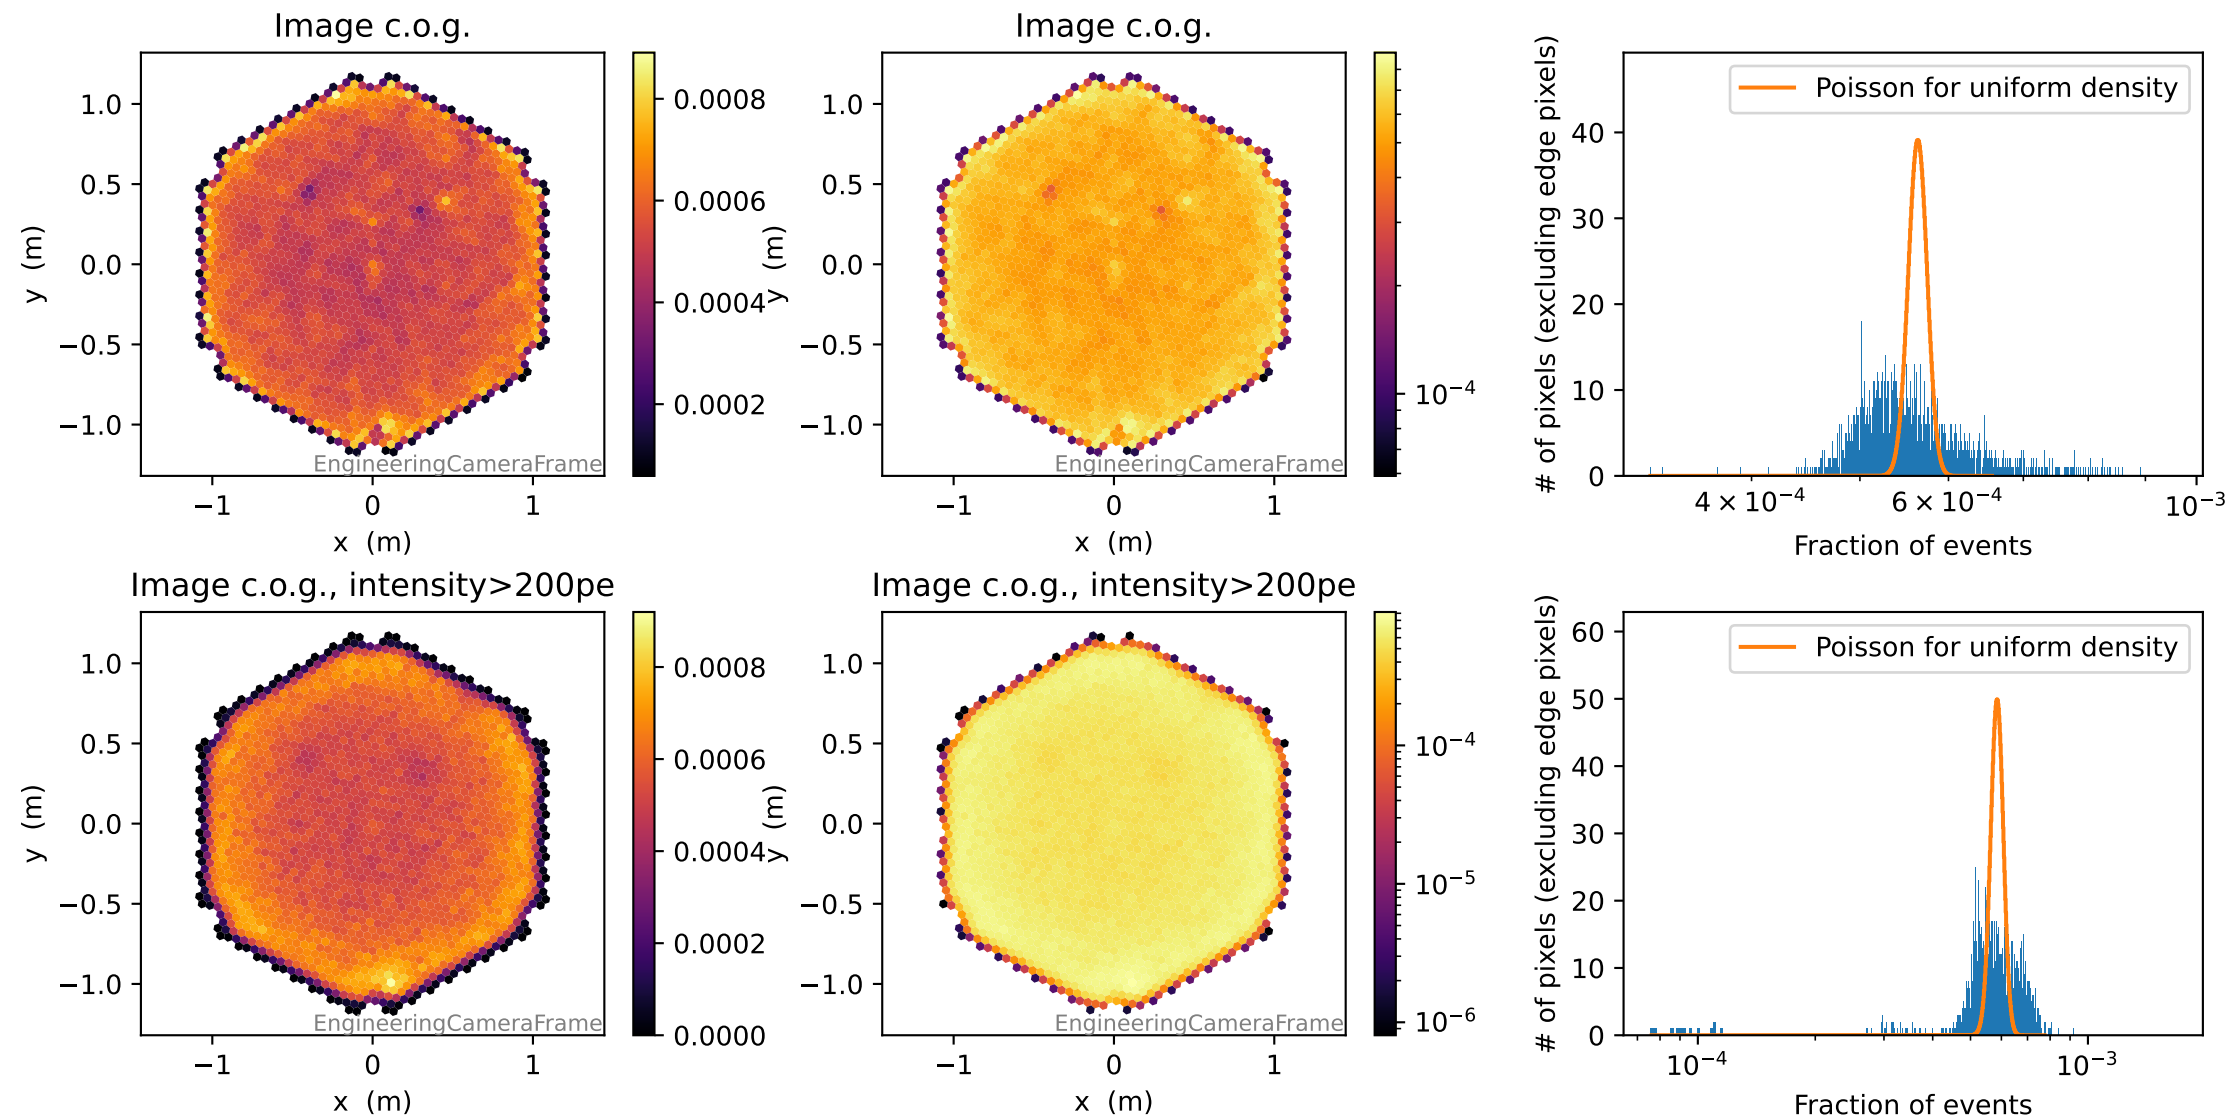 Image c.o.g.
1.0
0.5
0.0
−0.5
−1.0
y (m)
−1 0 1
x (m)
EngineeringCameraFrame
0.0008
0.0006
0.0004
0.0002
Image c.o.g.
1.0
0.5
0.0
−0.5
−1.0
y (m)
−1 0 1
x (m)
EngineeringCameraFrame
10⁻⁴
Poisson for uniform density
# of pixels (excluding edge pixels)
40
30
20
10
0
4 × 10⁻⁴ 6 × 10⁻⁴ 10⁻³
Fraction of events
Image c.o.g., intensity>200pe
1.0
0.5
0.0
−0.5
−1.0
y (m)
−1 0 1
x (m)
EngineeringCameraFrame
0.0008
0.0006
0.0004
0.0002
0.0000
Image c.o.g., intensity>200pe
1.0
0.5
0.0
−0.5
−1.0
y (m)
−1 0 1
x (m)
EngineeringCameraFrame
10⁻⁴
10⁻⁵
10⁻⁶
Poisson for uniform density
# of pixels (excluding edge pixels)
60
50
40
30
20
10
0
10⁻⁴ 10⁻³
Fraction of events